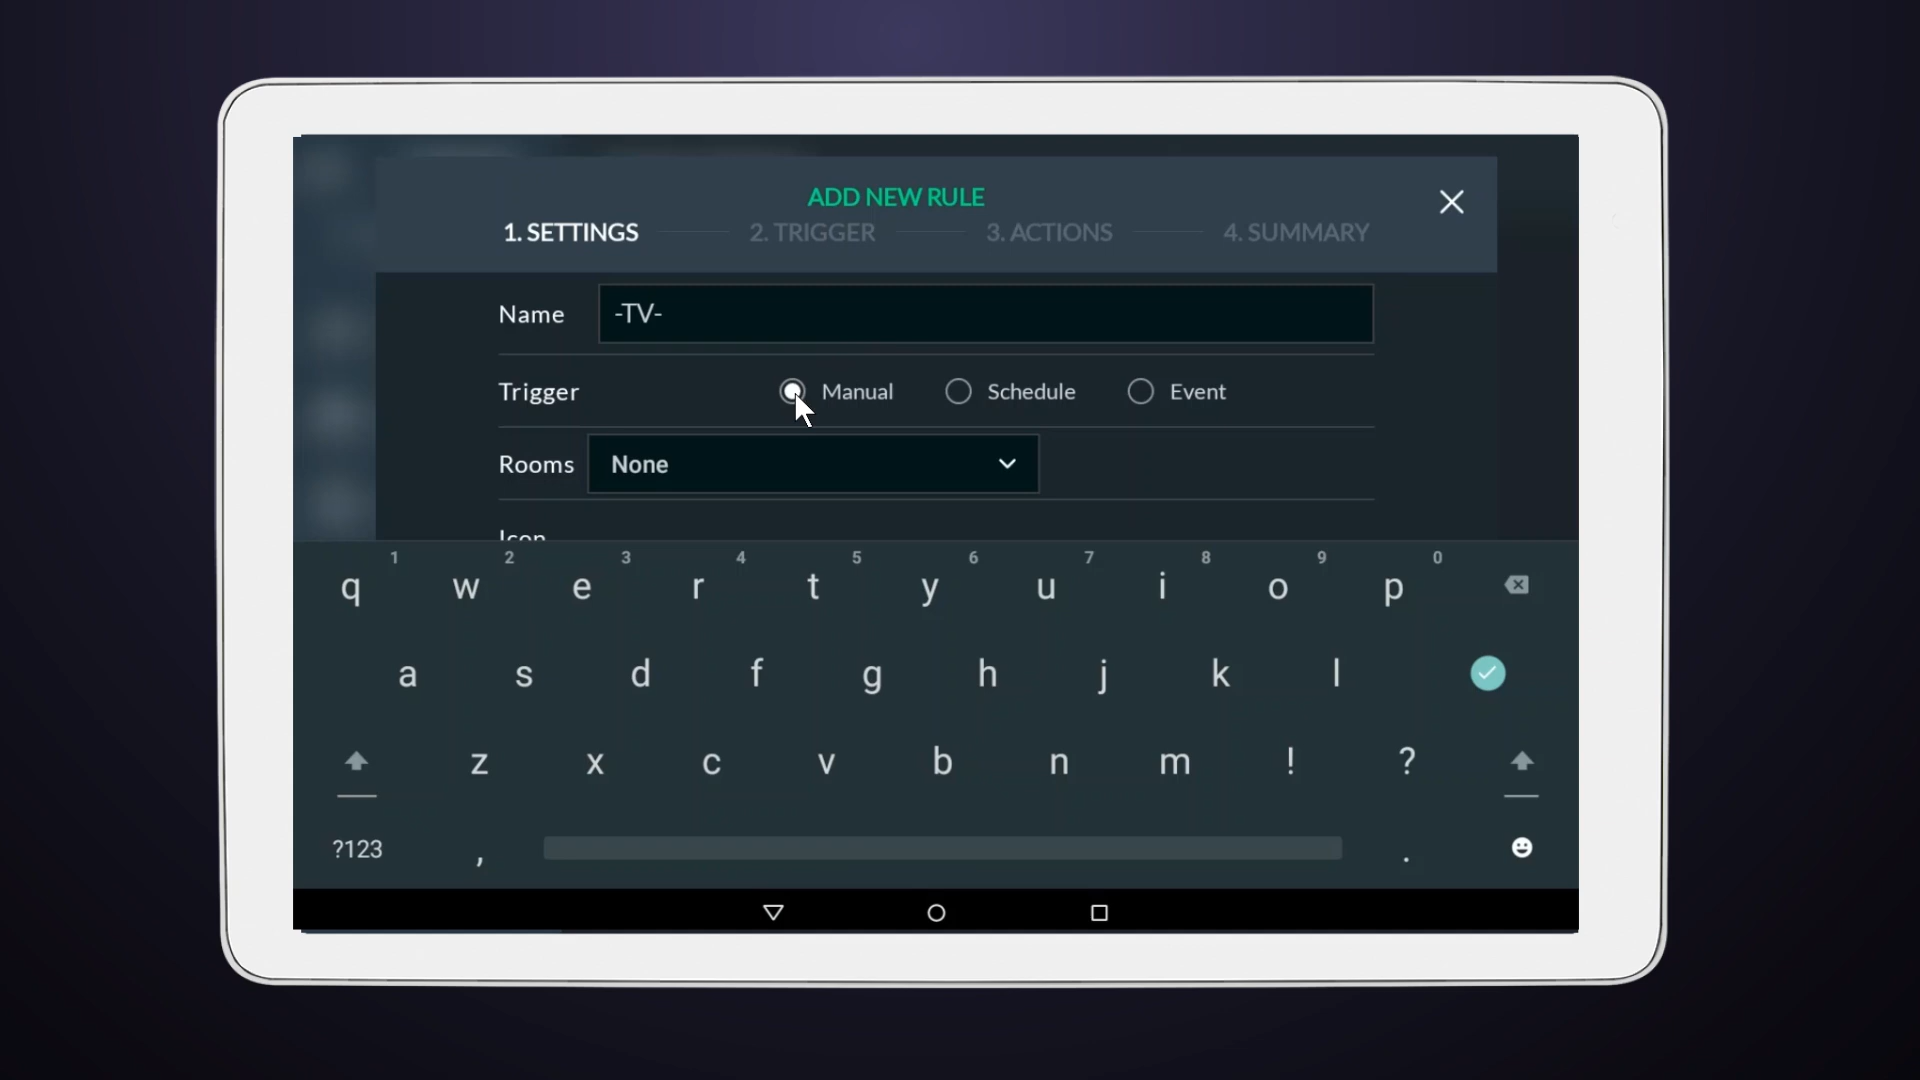 ADD NEW RULE
1. SETTINGS 2. TRIGGER 3. ACTIONS 4. SUMMARY
Name -TV-
Trigger Manual Schedule Event
Rooms None
Icon
1 2 3 4 5 6 7 8 9 0
q w e r t y u i o p
a s d f g h j k l
z x c v b n m ! ?
?123 , .